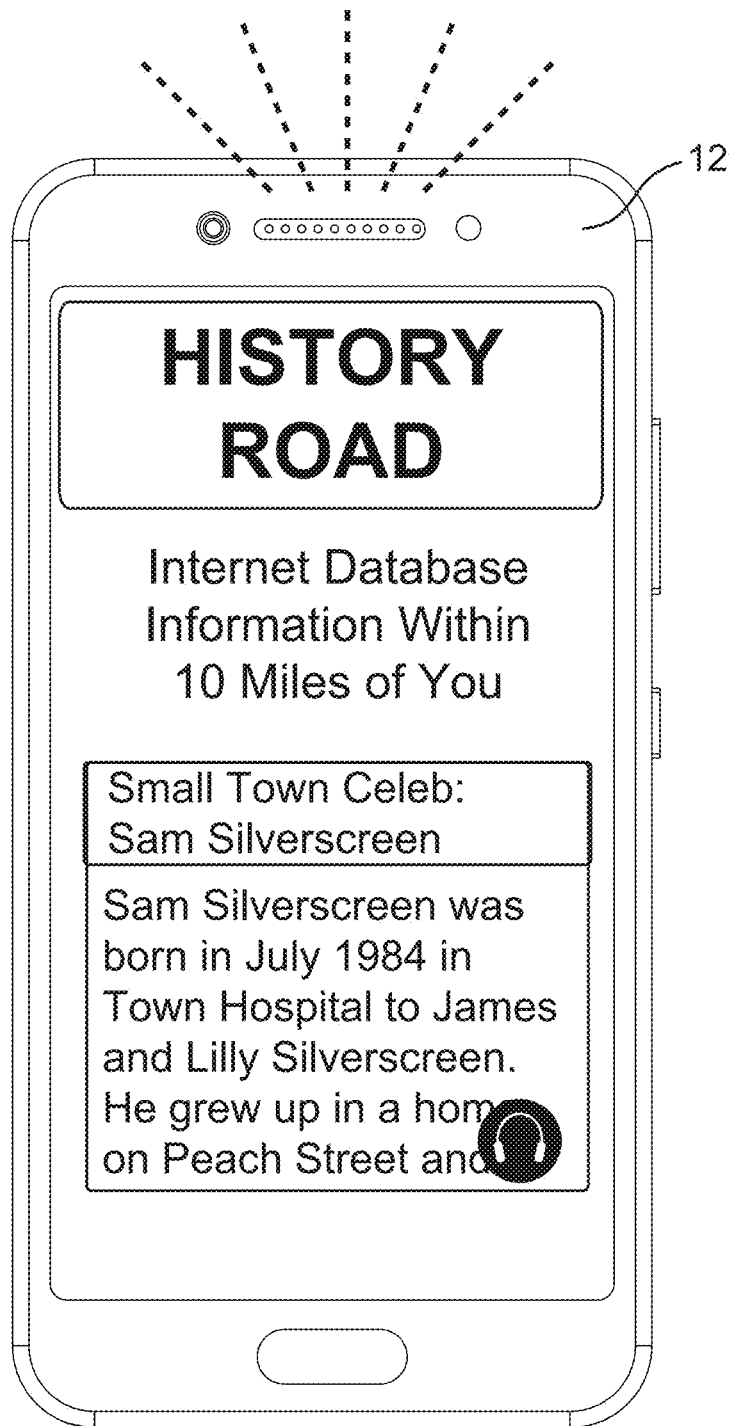 12
HISTORY
ROAD
Internet Database
Information Within
10 Miles of You
Small Town Celeb:
Sam Silverscreen
Sam Silverscreen was
born in July 1984 in
Town Hospital to James
and Lilly Silverscreen.
He grew up in a home
on Peach Street and